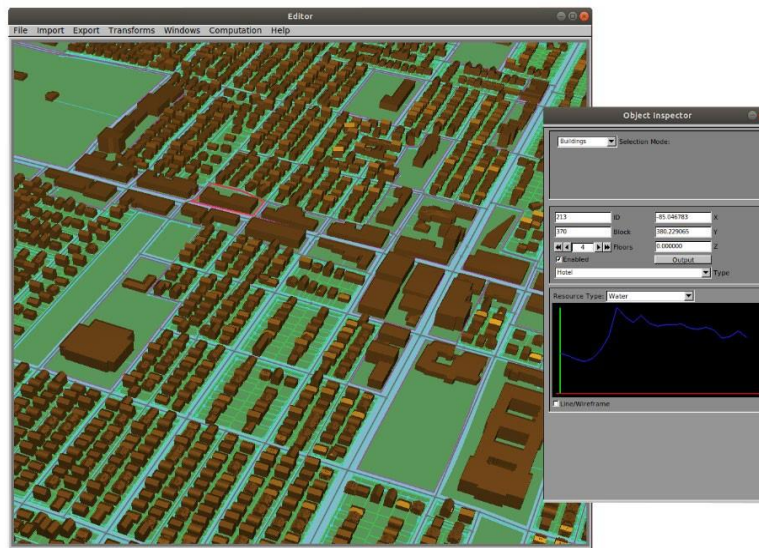 Editor
File Import Export Transforms Windows Computation Help
Object Inspector
Buildings Selection Mode:
213 ID -85.046783 X
370 Block 380.229065 Y
4 Floors 0.000000 Z
Enabled Output
Hotel Type
Resource Type: Water
Line/Wireframe